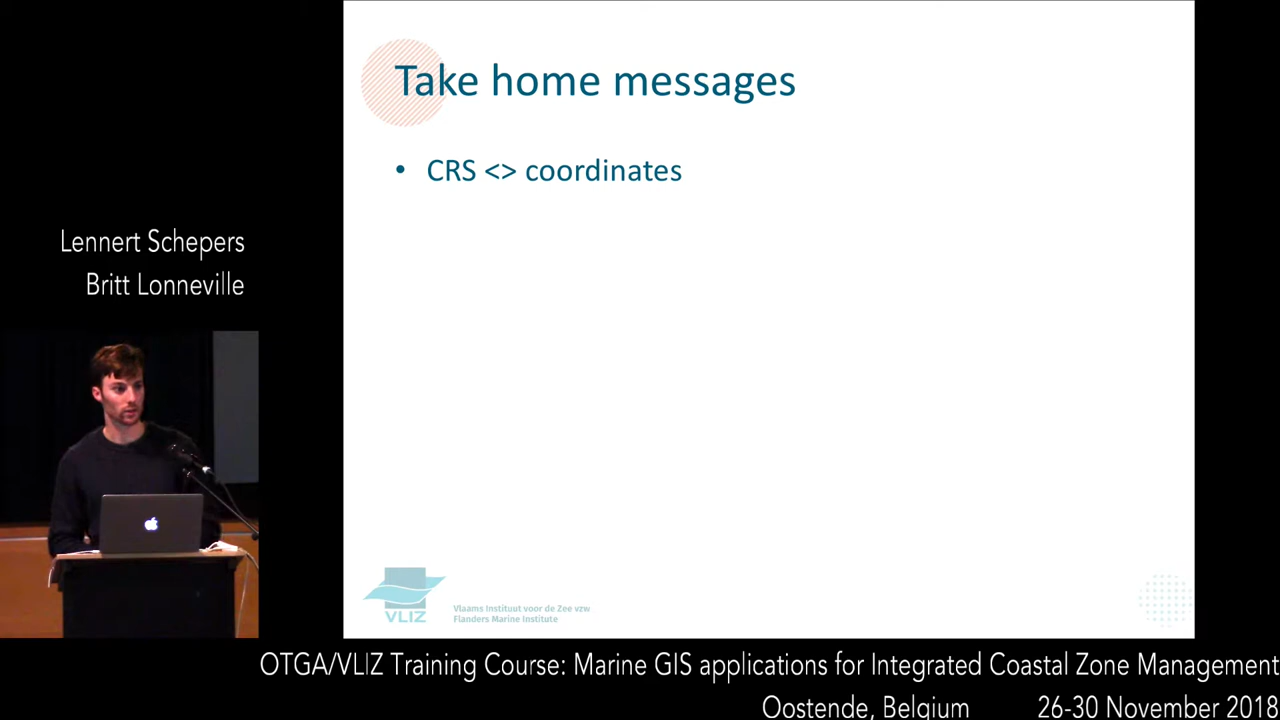 Take home messages
• CRS <> coordinates
Lennert Schepers
Britt Lonneville
VLIZ
Vlaams Instituut voor de Zee vzw
Flanders Marine Institute
OTGA/VLIZ Training Course: Marine GIS applications for Integrated Coastal Zone Management
Oostende, Belgium 26-30 November 2018